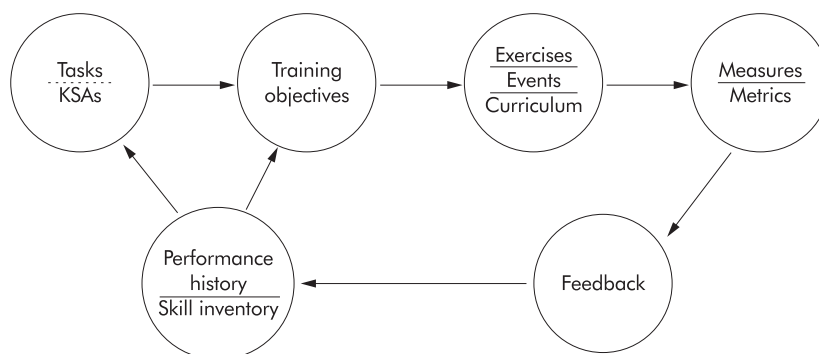 Tasks
KSAs
Training
objectives
Exercises
Events
Curriculum
Measures
Metrics
Performance
history
Skill inventory
Feedback